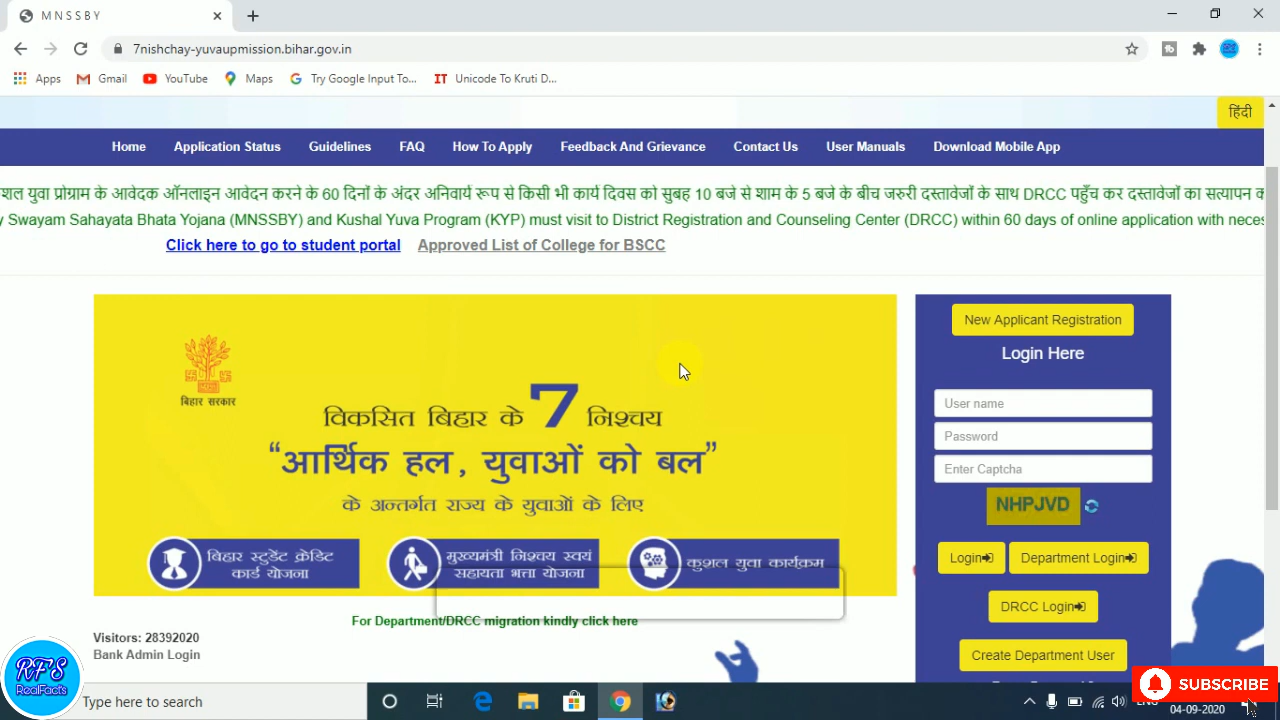 M N S S B Y
7nishchay-yuvaupmission.bihar.gov.in
Apps Gmail YouTube Maps Try Google Input To... IT Unicode To Kruti D...
हिंदी
Home Application Status Guidelines FAQ How To Apply Feedback And Grievance Contact Us User Manuals Download Mobile App
शल युवा प्रोग्राम के आवेदक ऑनलाइन आवेदन करने के 60 दिनों के अंदर अनिवार्य रूप से किसी भी कार्य दिवस को सुबह 10 बजे से शाम के 5 बजे के बीच जरुरी दस्तावेजों के साथ DRCC पहुँच कर दस्तावेजों का सत्यापन क
y Swayam Sahayata Bhata Yojana (MNSSBY) and Kushal Yuva Program (KYP) must visit to District Registration and Counseling Center (DRCC) within 60 days of online application with neces
Click here to go to student portal Approved List of College for BSCC
बिहार सरकार
विकसित बिहार के 7 निश्चय
“आर्थिक हल, युवाओं को बल”
के अन्तर्गत राज्य के युवाओं के लिए
बिहार स्टुडेंट क्रेडिट
कार्ड योजना
मुख्यमंत्री निश्चय स्वयं
सहायता भत्ता योजना
कुशल युवा कार्यक्रम
For Department/DRCC migration kindly click here
Visitors: 28392020
Bank Admin Login
New Applicant Registration
Login Here
User name
Password
Enter Captcha
NHPJVD
Login Department Login
DRCC Login
Create Department User
RF'S
RealFacts
Type here to search
SUBSCRIBE
04-09-2020